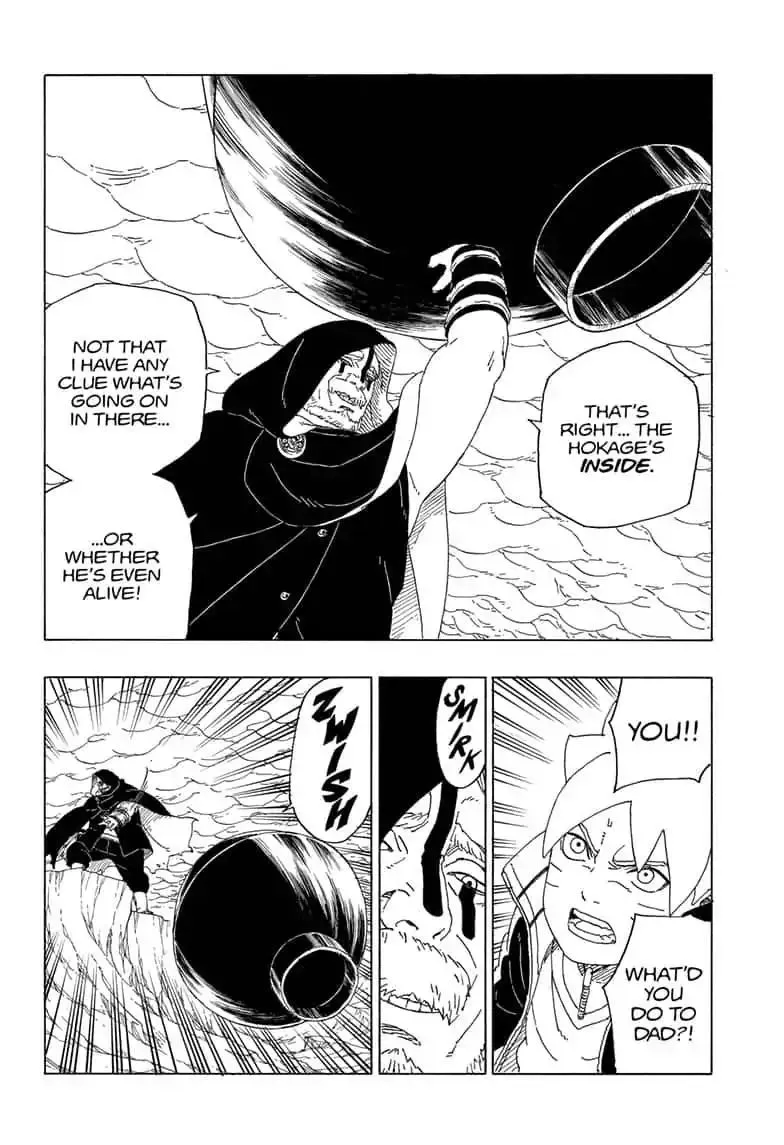 THAT'S
RIGHT... THE
HOKAGE'S
INSIDE.
NOT THAT
I HAVE ANY
CLUE WHAT'S
GOING ON
IN THERE...
...OR
WHETHER
HE'S EVEN
ALIVE!
YOU!!
WHAT'D
YOU
DO TO
DAD?!
SMIRK
ZWISH